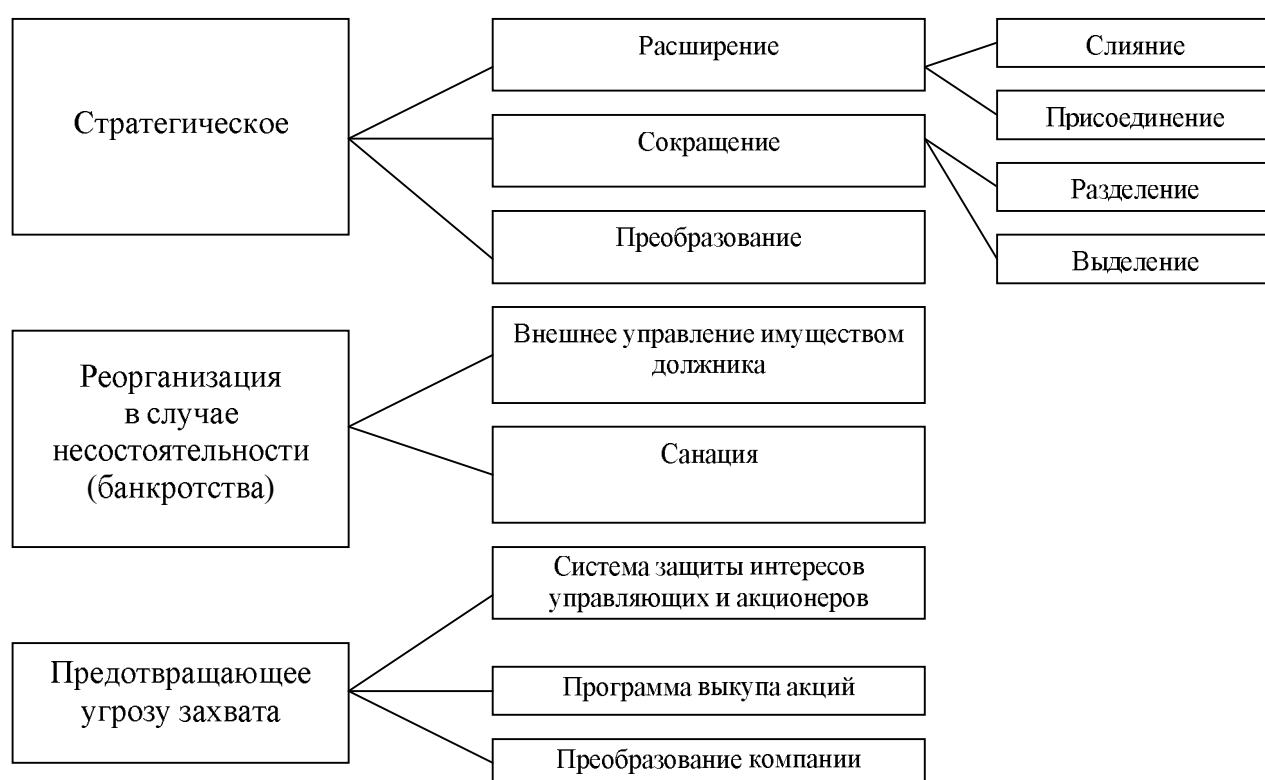 Стратегическое
Расширение
Слияние
Присоединение
Сокращение
Разделение
Выделение
Преобразование
Реорганизация
в случае
несостоятельности
(банкротства)
Внешнее управление имуществом
должника
Санация
Предотвращающее
угрозу захвата
Система защиты интересов
управляющих и акционеров
Программа выкупа акций
Преобразование компании